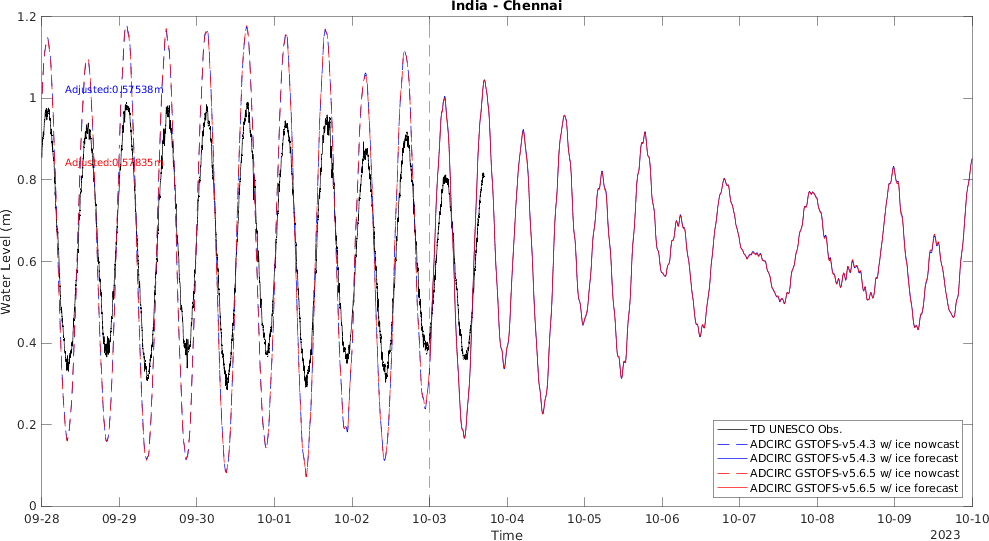 India - Chennai
1.2
1
0.8
0.6
0.4
0.2
0
Water Level (m)
Adjusted:0.57538m
Adjusted:0.57835m
TD UNESCO Obs.
ADCIRC GSTOFS-v5.4.3 w/ ice nowcast
ADCIRC GSTOFS-v5.4.3 w/ ice forecast
ADCIRC GSTOFS-v5.6.5 w/ ice nowcast
ADCIRC GSTOFS-v5.6.5 w/ ice forecast
09-28 09-29 09-30 10-01 10-02 10-03 10-04 10-05 10-06 10-07 10-08 10-09 10-10
Time
2023